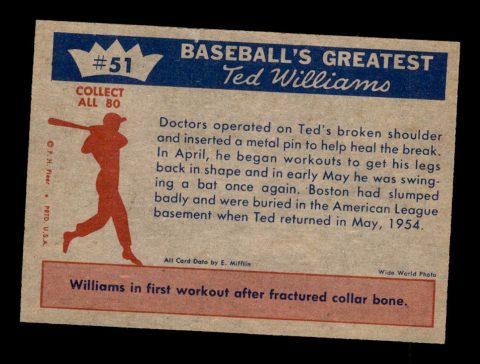 #51
BASEBALL'S GREATEST
Ted Williams
COLLECT
ALL 80
Doctors operated on Ted's broken shoulder
and inserted a metal pin to help heal the break.
In April, he began workouts to get his legs
back in shape and in early May he was swing-
ing a bat once again. Boston had slumped
badly and were buried in the American League
basement when Ted returned in May, 1954.
© F. H. Fleer • PRTD. U.S.A.
All Card Data by E. Mifflin
Wide World Photo
Williams in first workout after fractured collar bone.